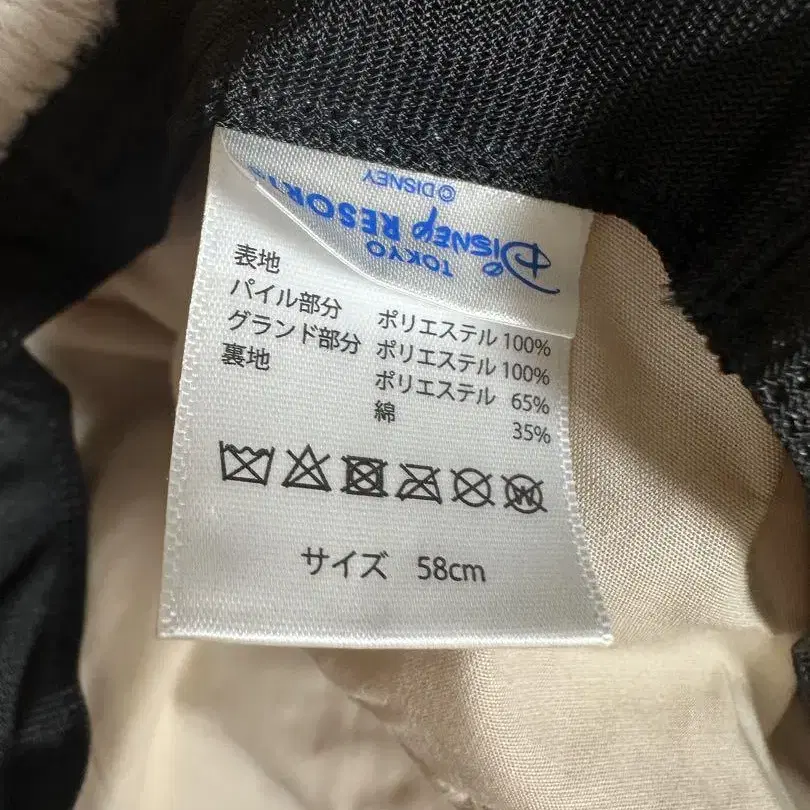 © DISNEY
TOKYO
DISNEY RESORT
表地
パイル部分 ポリエステル 100%
グランド部分 ポリエステル 100%
裏地 ポリエステル 65%
綿 35%
サイズ 58cm